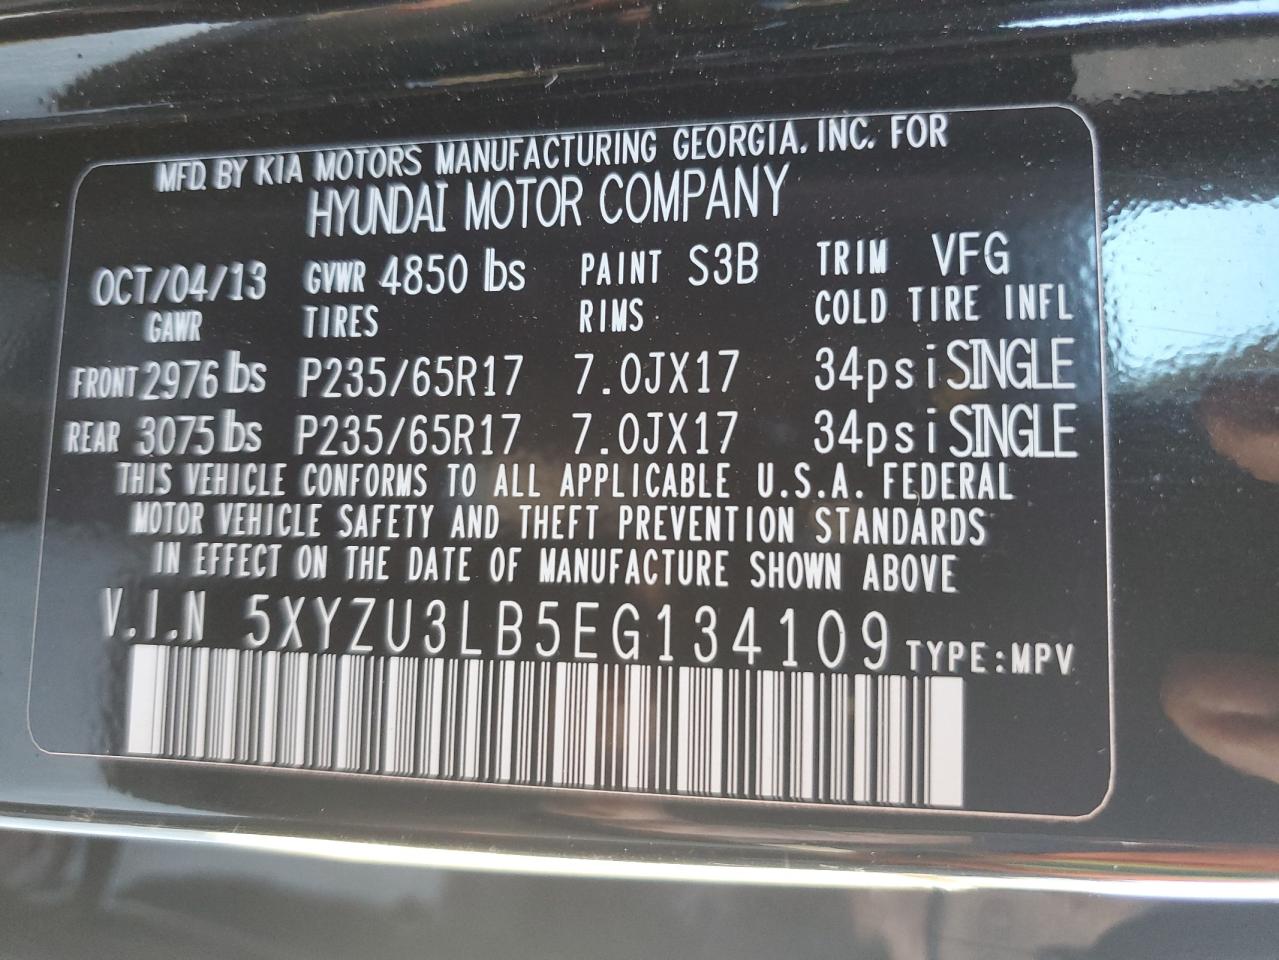 MFD. BY KIA MOTORS MANUFACTURING GEORGIA, INC. FOR
HYUNDAI MOTOR COMPANY
OCT/04/13 GVWR 4850 lbs PAINT S3B TRIM VFG
GAWR TIRES RIMS COLD TIRE INFL
FRONT 2976 lbs P235/65R17 7.0JX17 34psi SINGLE
REAR 3075 lbs P235/65R17 7.0JX17 34psi SINGLE
THIS VEHICLE CONFORMS TO ALL APPLICABLE U.S.A. FEDERAL
MOTOR VEHICLE SAFETY AND THEFT PREVENTION STANDARDS
IN EFFECT ON THE DATE OF MANUFACTURE SHOWN ABOVE
V.I.N 5XYZU3LB5EG134109 TYPE:MPV